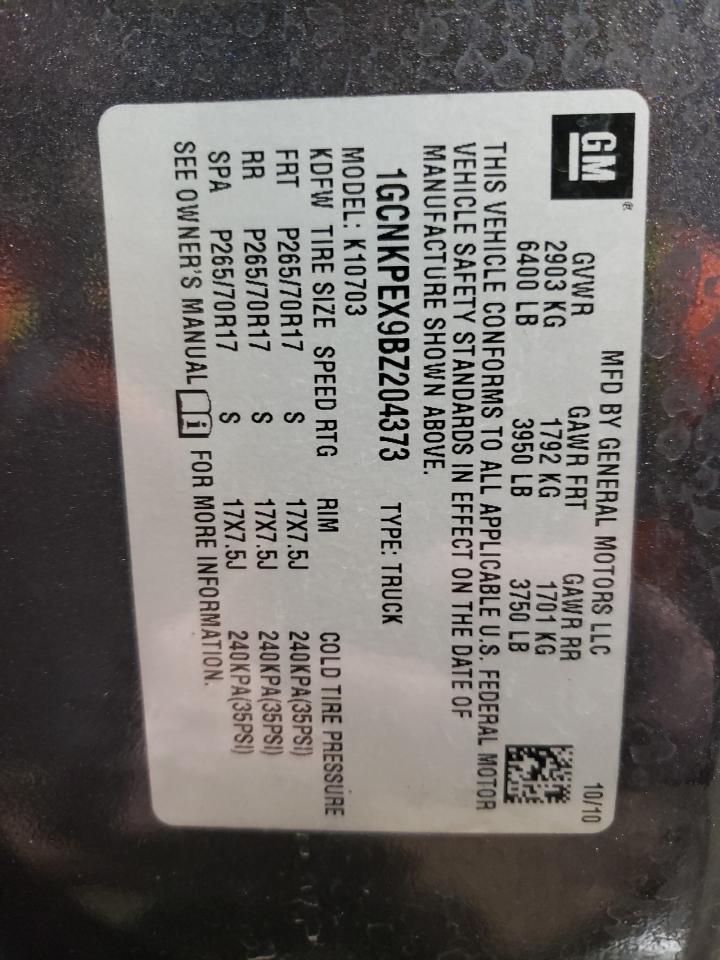 GM®
MFD BY GENERAL MOTORS LLC 10/10
GVWR GAWR FRT GAWR RR
2903 KG 1792 KG 1701 KG
6400 LB 3950 LB 3750 LB
THIS VEHICLE CONFORMS TO ALL APPLICABLE U.S. FEDERAL MOTOR
VEHICLE SAFETY STANDARDS IN EFFECT ON THE DATE OF
MANUFACTURE SHOWN ABOVE.
1GCNKPEX9BZ204373 TYPE: TRUCK
MODEL: K10703
KDFW TIRE SIZE SPEED RTG RIM COLD TIRE PRESSURE
FRT P265/70R17 S 17X7.5J 240KPA(35PSI)
RR P265/70R17 S 17X7.5J 240KPA(35PSI)
SPA P265/70R17 S 17X7.5J 240KPA(35PSI)
SEE OWNER'S MANUAL i FOR MORE INFORMATION.